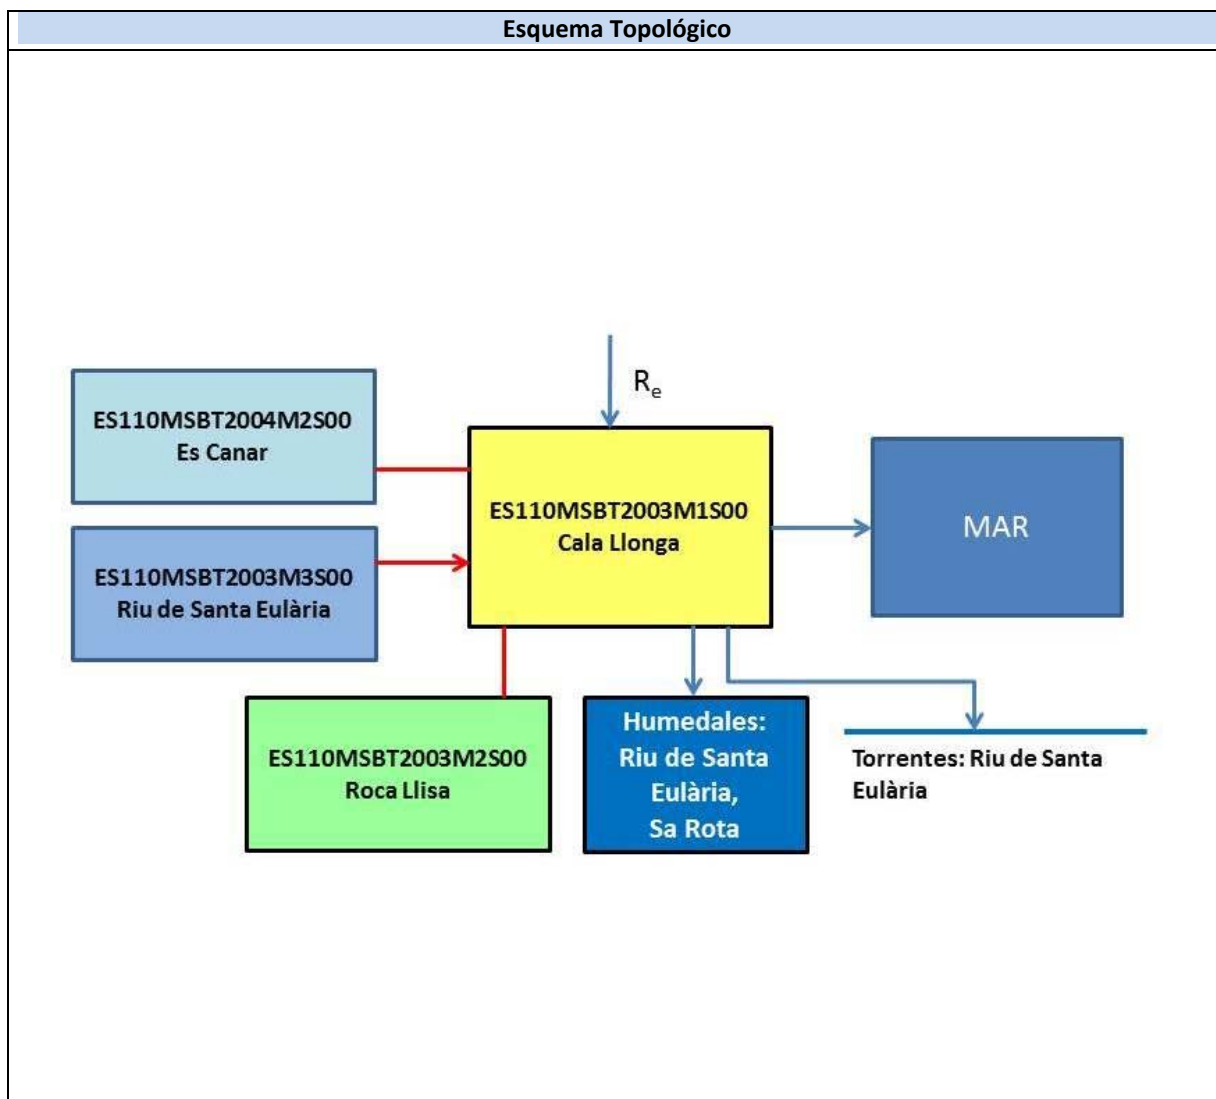 Esquema Topológico
Rₑ
ES110MSBT2004M2S00
Es Canar
ES110MSBT2003M1S00
Cala Llonga
MAR
ES110MSBT2003M3S00
Riu de Santa Eulària
ES110MSBT2003M2S00
Roca Llisa
Humedales:
Riu de Santa
Eulària,
Sa Rota
Torrentes: Riu de Santa
Eulària